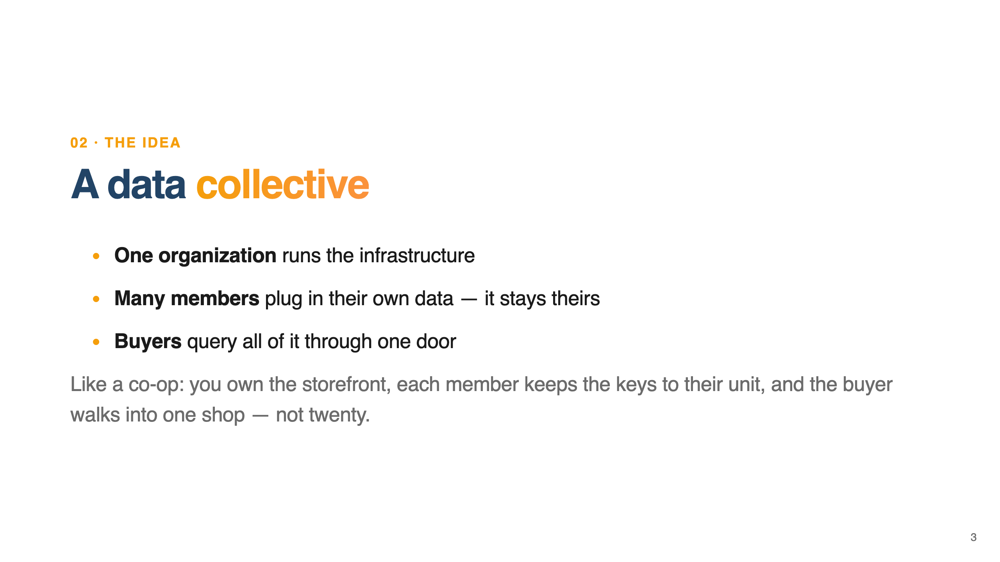 02 · THE IDEA
A data collective
• One organization runs the infrastructure
• Many members plug in their own data — it stays theirs
• Buyers query all of it through one door
Like a co-op: you own the storefront, each member keeps the keys to their unit, and the buyer
walks into one shop — not twenty.
3